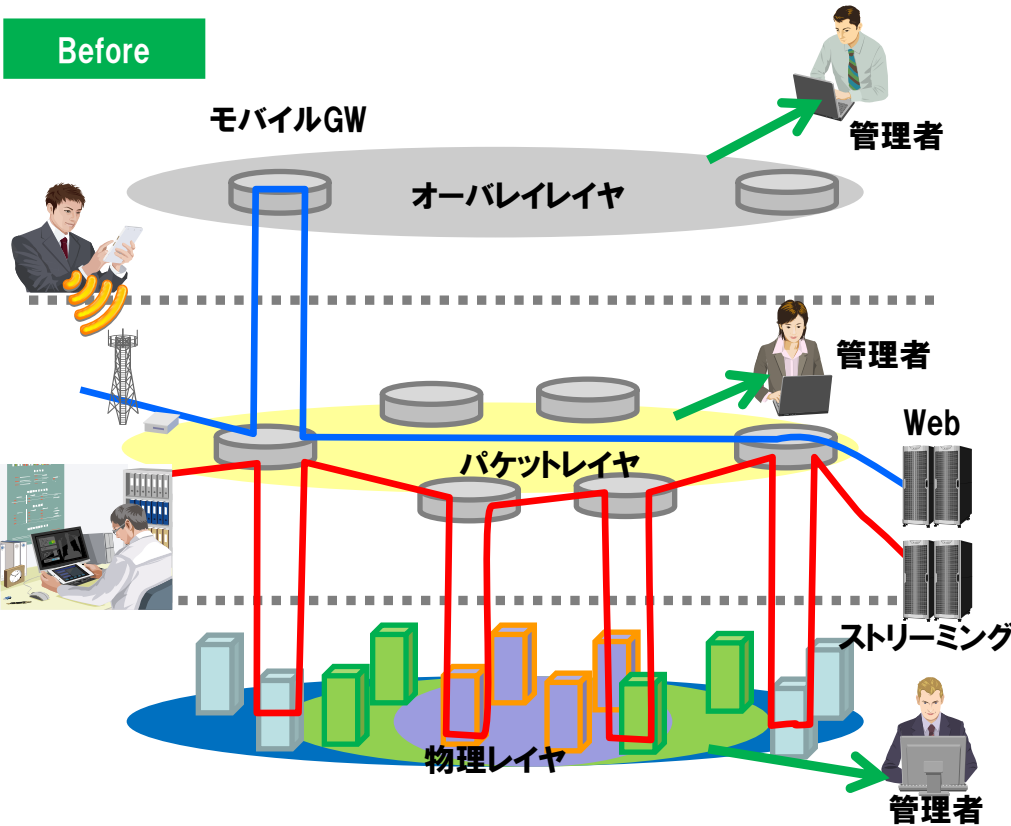 Before
モバイルGW
管理者
オーバレイレイヤ
管理者
Web
パケットレイヤ
ストリーミング
物理レイヤ
管理者